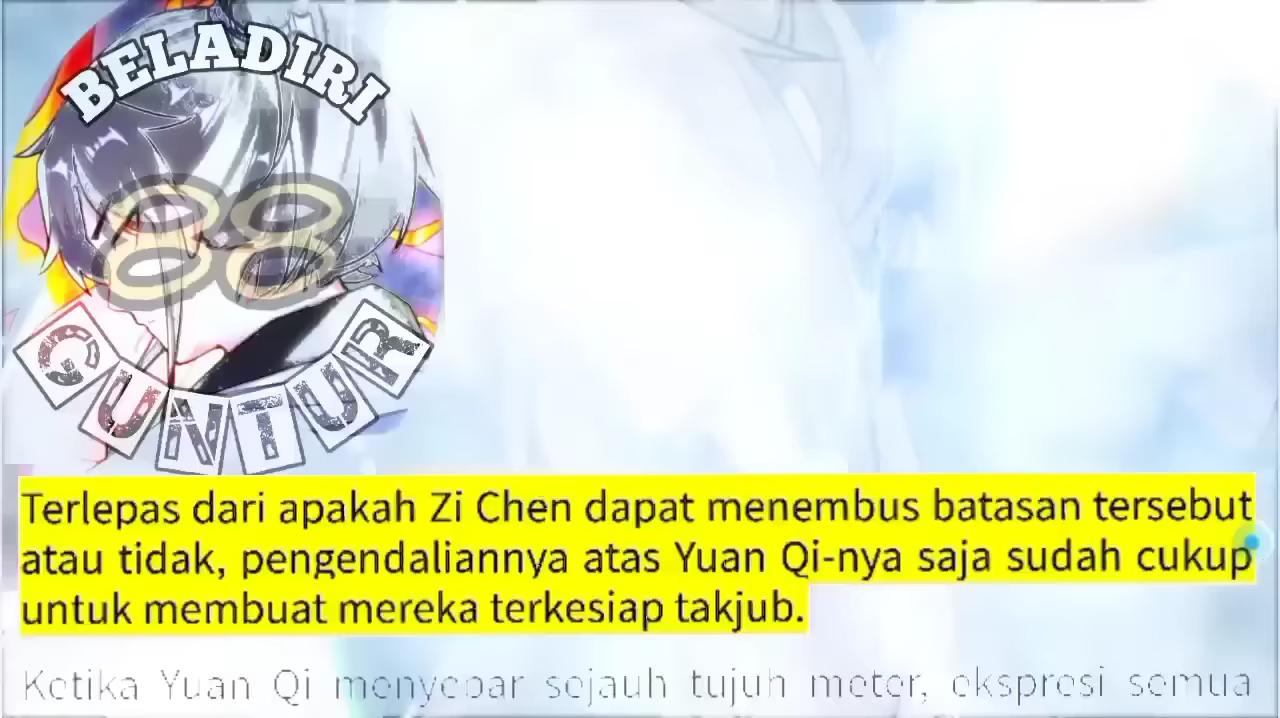 BELADIRI
GUNTUR
Terlepas dari apakah Zi Chen dapat menembus batasan tersebut
atau tidak, pengendaliannya atas Yuan Qi-nya saja sudah cukup
untuk membuat mereka terkesiap takjub.
Ketika Yuan Qi menyebar sejauh tujuh meter, ekspresi semua